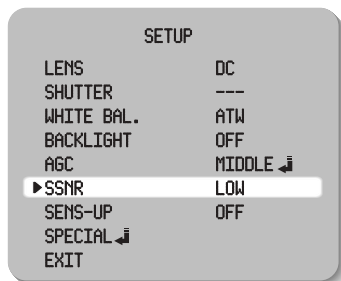 SETUP
LENS DC
SHUTTER ---
WHITE BAL. ATW
BACKLIGHT OFF
AGC MIDDLE
SSNR LOW
SENS-UP OFF
SPECIAL
EXIT